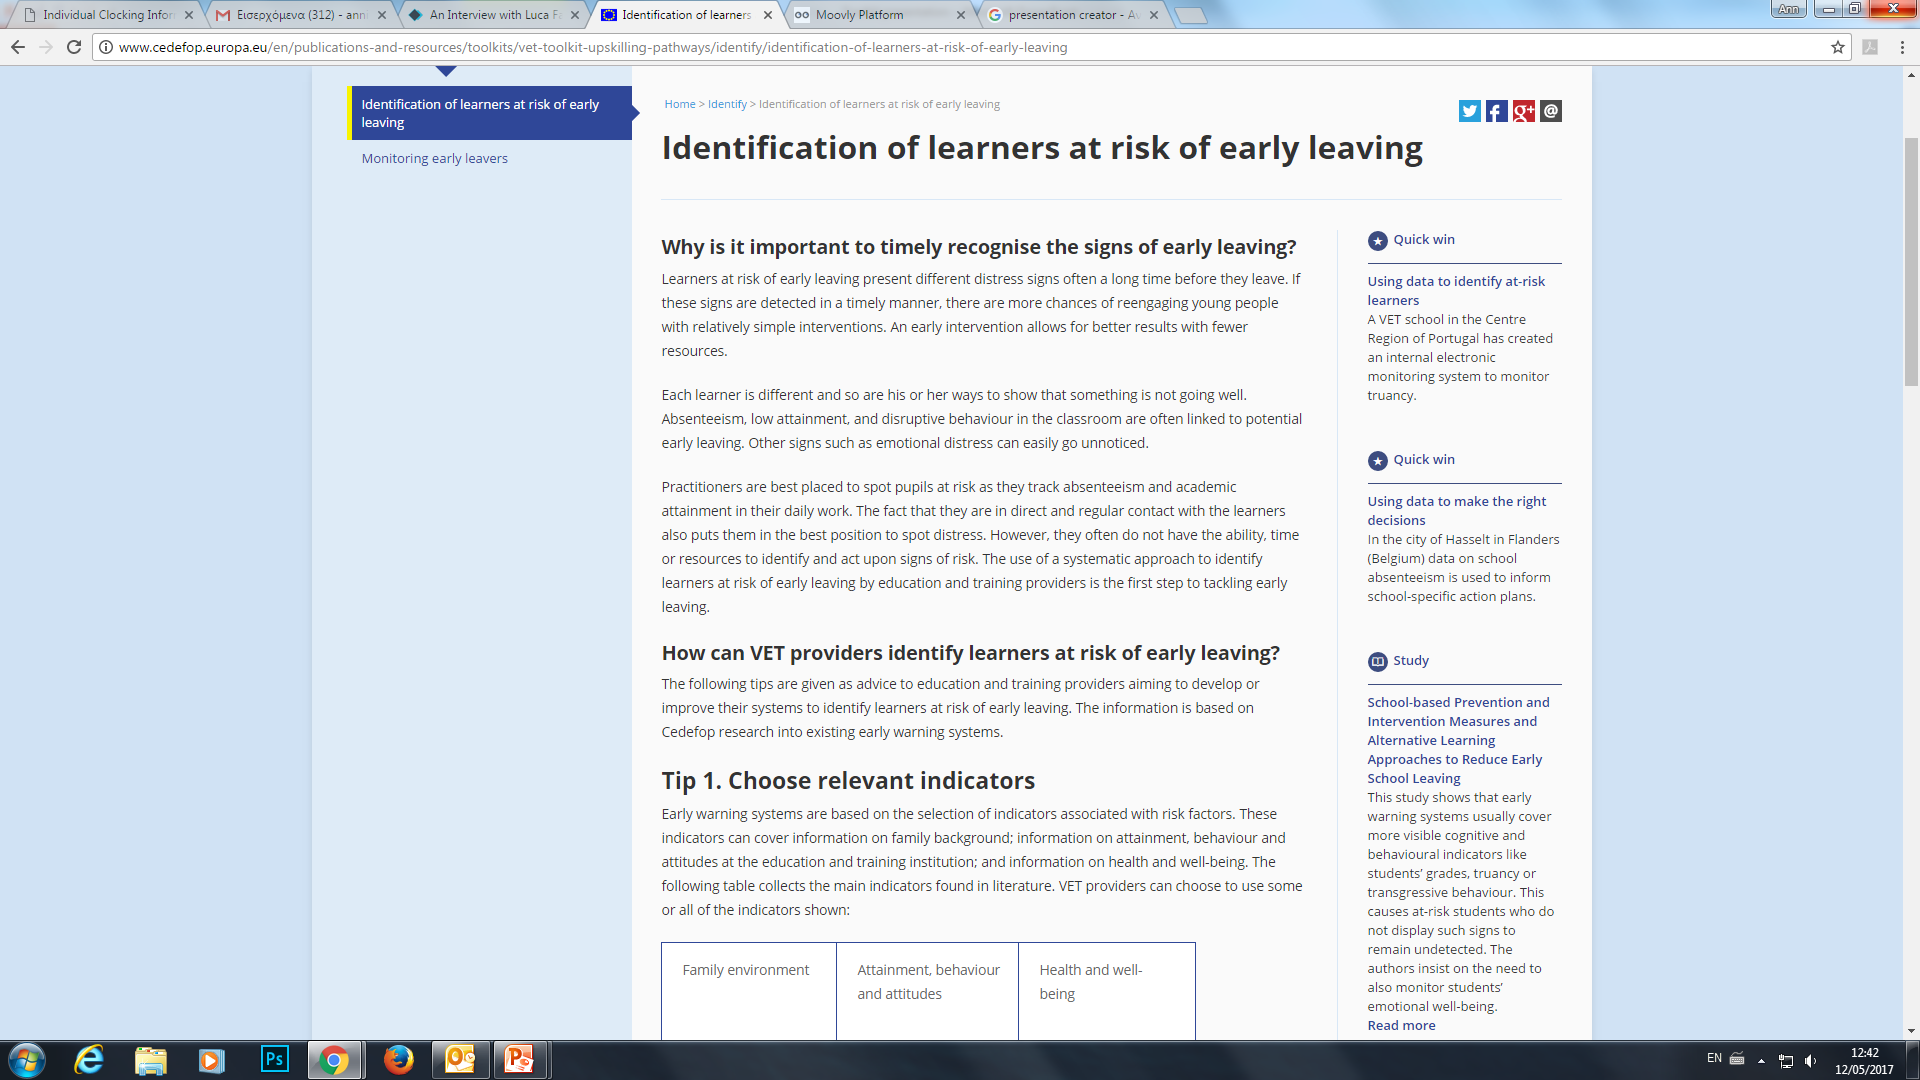 Individual Clocking Infor
Εισερχόμενα (312) - ann
An Interview with Luca F
Identification of learners
Moovly Platform
presentation creator - Av
Ann
www.cedefop.europa.eu/en/publications-and-resources/toolkits/vet-toolkit-upskilling-pathways/identify/identification-of-learners-at-risk-of-early-leaving
Identification of learners at risk of early
leaving
Monitoring early leavers
Home > Identify > Identification of learners at risk of early leaving
Identification of learners at risk of early leaving
Why is it important to timely recognise the signs of early leaving?
Learners at risk of early leaving present different distress signs often a long time before they leave. If
these signs are detected in a timely manner, there are more chances of reengaging young people
with relatively simple interventions. An early intervention allows for better results with fewer
resources.
Each learner is different and so are his or her ways to show that something is not going well.
Absenteeism, low attainment, and disruptive behaviour in the classroom are often linked to potential
early leaving. Other signs such as emotional distress can easily go unnoticed.
Practitioners are best placed to spot pupils at risk as they track absenteeism and academic
attainment in their daily work. The fact that they are in direct and regular contact with the learners
also puts them in the best position to spot distress. However, they often do not have the ability, time
or resources to identify and act upon signs of risk. The use of a systematic approach to identify
learners at risk of early leaving by education and training providers is the first step to tackling early
leaving.
How can VET providers identify learners at risk of early leaving?
The following tips are given as advice to education and training providers aiming to develop or
improve their systems to identify learners at risk of early leaving. The information is based on
Cedefop research into existing early warning systems.
Tip 1. Choose relevant indicators
Early warning systems are based on the selection of indicators associated with risk factors. These
indicators can cover information on family background; information on attainment, behaviour and
attitudes at the education and training institution; and information on health and well-being. The
following table collects the main indicators found in literature. VET providers can choose to use some
or all of the indicators shown:
Family environment
Attainment, behaviour
and attitudes
Health and well-
being
Quick win
Using data to identify at-risk
learners
A VET school in the Centre
Region of Portugal has created
an internal electronic
monitoring system to monitor
truancy.
Quick win
Using data to make the right
decisions
In the city of Hasselt in Flanders
(Belgium) data on school
absenteeism is used to inform
school-specific action plans.
Study
School-based Prevention and
Intervention Measures and
Alternative Learning
Approaches to Reduce Early
School Leaving
This study shows that early
warning systems usually cover
more visible cognitive and
behavioural indicators like
students’ grades, truancy or
transgressive behaviour. This
causes at-risk students who do
not display such signs to
remain undetected. The
authors insist on the need to
also monitor students’
emotional well-being.
Read more
Ps
EN
12:42
12/05/2017